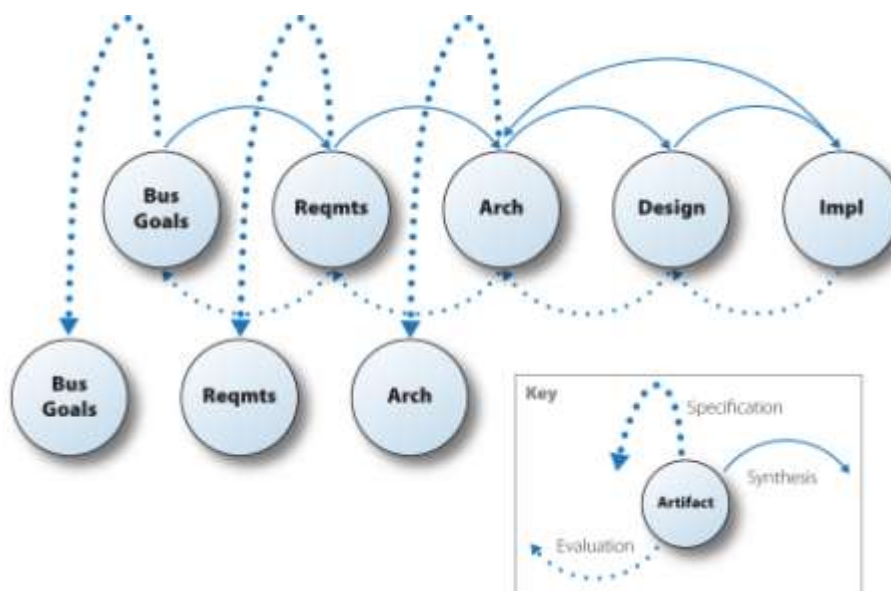 Bus
Goals
Reqmts
Arch
Design
Impl
Bus
Goals
Reqmts
Arch
Key
Specification
Artifact
Synthesis
Evaluation